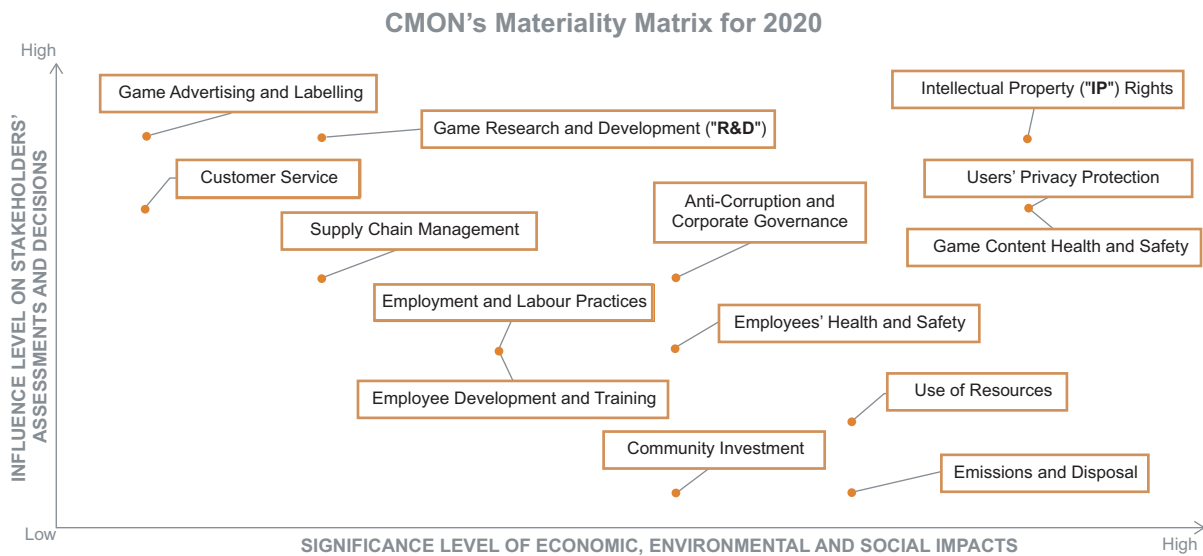 CMON's Materiality Matrix for 2020
High
INFLUENCE LEVEL ON STAKEHOLDERS'
ASSESSMENTS AND DECISIONS
Game Advertising and Labelling
Intellectual Property ("IP") Rights
Game Research and Development ("R&D")
Customer Service
Users' Privacy Protection
Anti-Corruption and
Corporate Governance
Supply Chain Management
Game Content Health and Safety
Employment and Labour Practices
Employees' Health and Safety
Employee Development and Training
Use of Resources
Community Investment
Emissions and Disposal
Low
SIGNIFICANCE LEVEL OF ECONOMIC, ENVIRONMENTAL AND SOCIAL IMPACTS
High